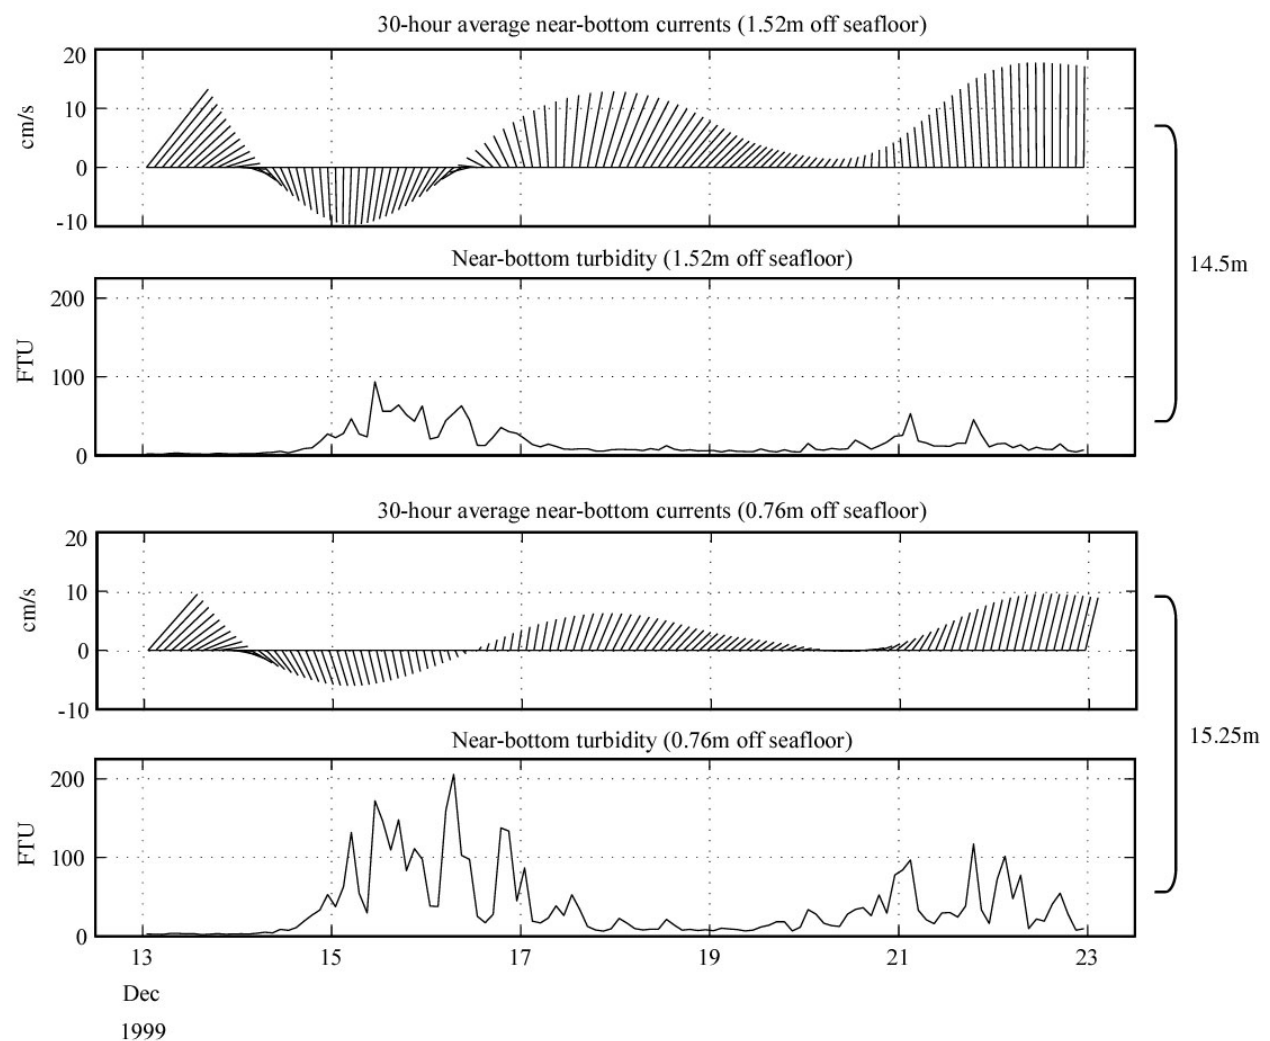 30-hour average near-bottom currents (1.52m off seafloor)
20
10
0
-10
cm/s
Near-bottom turbidity (1.52m off seafloor)
200
100
0
FTU
14.5m
30-hour average near-bottom currents (0.76m off seafloor)
20
10
0
-10
cm/s
Near-bottom turbidity (0.76m off seafloor)
200
100
0
FTU
15.25m
13 15 17 19 21 23
Dec
1999